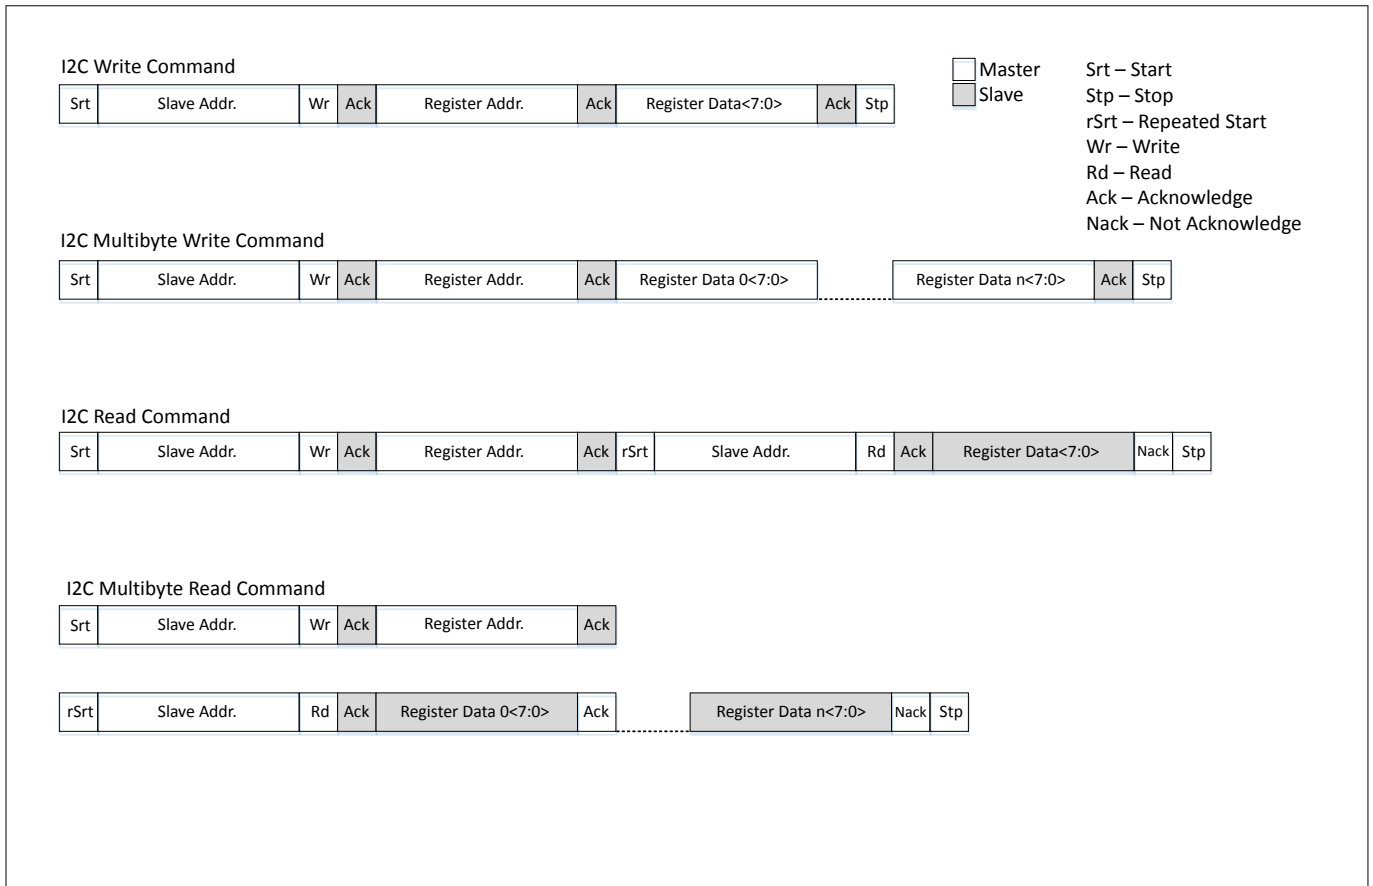 I2C Write Command
Srt Slave Addr. Wr Ack Register Addr. Ack Register Data<7:0> Ack Stp
Master
Slave
Srt – Start
Stp – Stop
rSrt – Repeated Start
Wr – Write
Rd – Read
Ack – Acknowledge
Nack – Not Acknowledge
I2C Multibyte Write Command
Srt Slave Addr. Wr Ack Register Addr. Ack Register Data 0<7:0> Register Data n<7:0> Ack Stp
I2C Read Command
Srt Slave Addr. Wr Ack Register Addr. Ack rSrt Slave Addr. Rd Ack Register Data<7:0> Nack Stp
I2C Multibyte Read Command
Srt Slave Addr. Wr Ack Register Addr. Ack
rSrt Slave Addr. Rd Ack Register Data 0<7:0> Ack Register Data n<7:0> Nack Stp